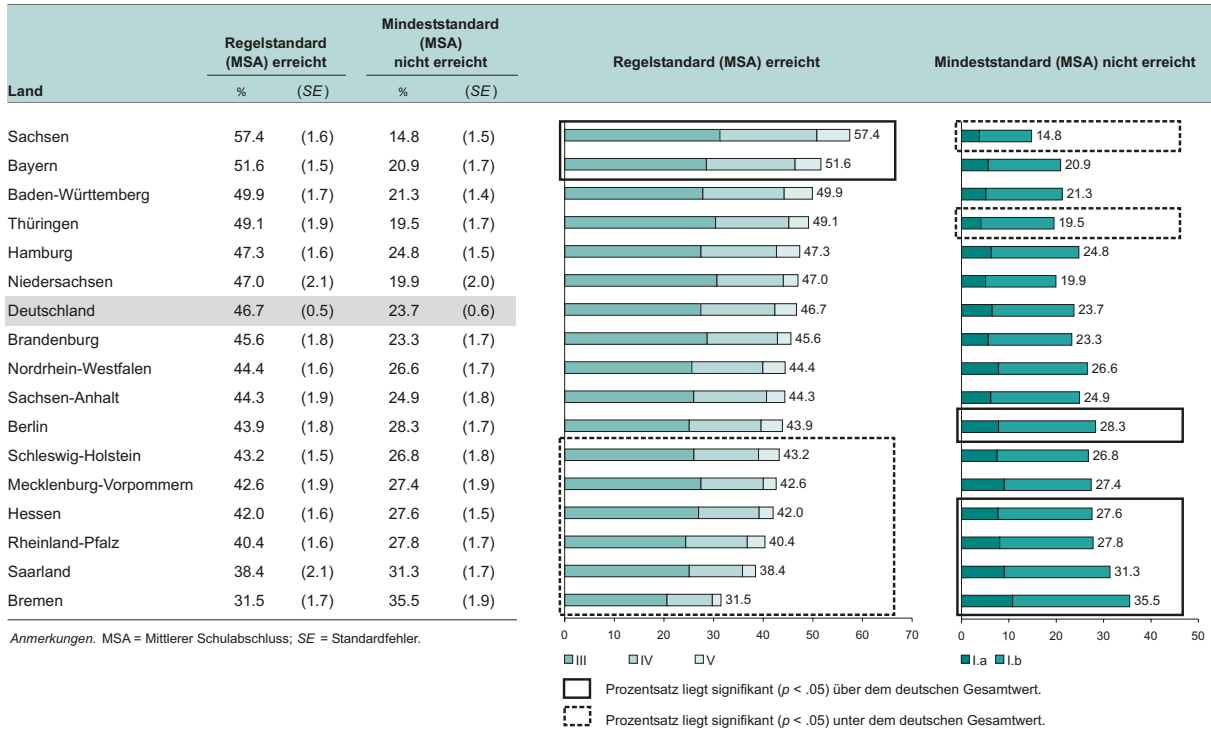 Land
Regelstandard (MSA) erreicht
Mindeststandard (MSA) nicht erreicht
Regelstandard (MSA) erreicht
Mindeststandard (MSA) nicht erreicht
% (SE) % (SE)
Sachsen 57.4 (1.6) 14.8 (1.5) 57.4 14.8
Bayern 51.6 (1.5) 20.9 (1.7) 51.6 20.9
Baden-Württemberg 49.9 (1.7) 21.3 (1.4) 49.9 21.3
Thüringen 49.1 (1.9) 19.5 (1.7) 49.1 19.5
Hamburg 47.3 (1.6) 24.8 (1.5) 47.3 24.8
Niedersachsen 47.0 (2.1) 19.9 (2.0) 47.0 19.9
Deutschland 46.7 (0.5) 23.7 (0.6) 46.7 23.7
Brandenburg 45.6 (1.8) 23.3 (1.7) 45.6 23.3
Nordrhein-Westfalen 44.4 (1.6) 26.6 (1.7) 44.4 26.6
Sachsen-Anhalt 44.3 (1.9) 24.9 (1.8) 44.3 24.9
Berlin 43.9 (1.8) 28.3 (1.7) 43.9 28.3
Schleswig-Holstein 43.2 (1.5) 26.8 (1.8) 43.2 26.8
Mecklenburg-Vorpommern 42.6 (1.9) 27.4 (1.9) 42.6 27.4
Hessen 42.0 (1.6) 27.6 (1.5) 42.0 27.6
Rheinland-Pfalz 40.4 (1.6) 27.8 (1.7) 40.4 27.8
Saarland 38.4 (2.1) 31.3 (1.7) 38.4 31.3
Bremen 31.5 (1.7) 35.5 (1.9) 31.5 35.5
0 10 20 30 40 50 60 70
0 10 20 30 40 50
Anmerkungen. MSA = Mittlerer Schulabschluss; SE = Standardfehler.
III IV V
I.a I.b
Prozentsatz liegt signifikant (p < .05) über dem deutschen Gesamtwert.
Prozentsatz liegt signifikant (p < .05) unter dem deutschen Gesamtwert.